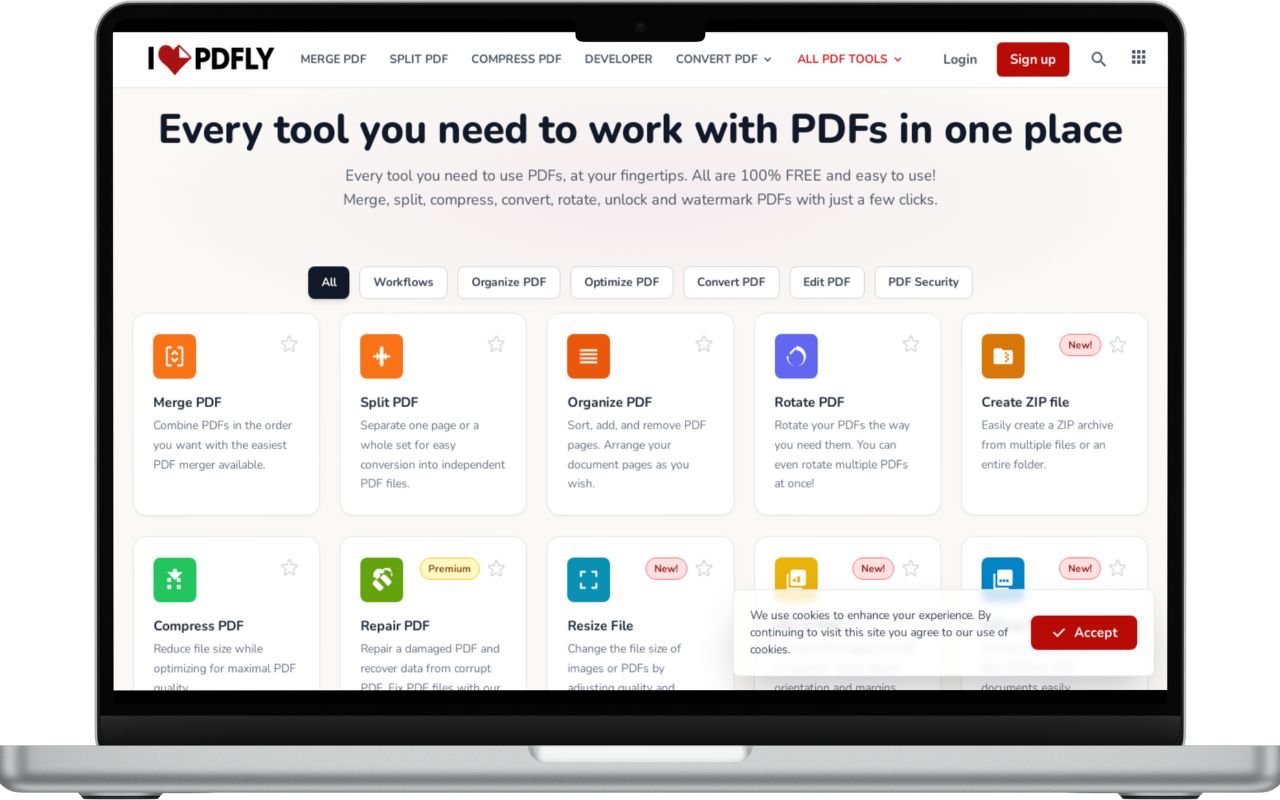 I PDFLY
MERGE PDF
SPLIT PDF
COMPRESS PDF
DEVELOPER
CONVERT PDF
ALL PDF TOOLS
Login
Sign up
Every tool you need to work with PDFs in one place
Every tool you need to use PDFs, at your fingertips. All are 100% FREE and easy to use!
Merge, split, compress, convert, rotate, unlock and watermark PDFs with just a few clicks.
All
Workflows
Organize PDF
Optimize PDF
Convert PDF
Edit PDF
PDF Security
Merge PDF
Combine PDFs in the order
you want with the easiest
PDF merger available.
Split PDF
Separate one page or a
whole set for easy
conversion into independent
PDF files.
Organize PDF
Sort, add, and remove PDF
pages. Arrange your
document pages as you
wish.
Rotate PDF
Rotate your PDFs the way
you need them. You can
even rotate multiple PDFs
at once!
New!
Create ZIP file
Easily create a ZIP archive
from multiple files or an
entire folder.
Compress PDF
Reduce file size while
optimizing for maximal PDF
quality
Premium
Repair PDF
Repair a damaged PDF and
recover data from corrupt
PDF. Fix PDF files with our
New!
Resize File
Change the file size of
images or PDFs by
adjusting quality and
New!
orientation and margins
New!
documents easily
We use cookies to enhance your experience. By
continuing to visit this site you agree to our use of
cookies.
Accept